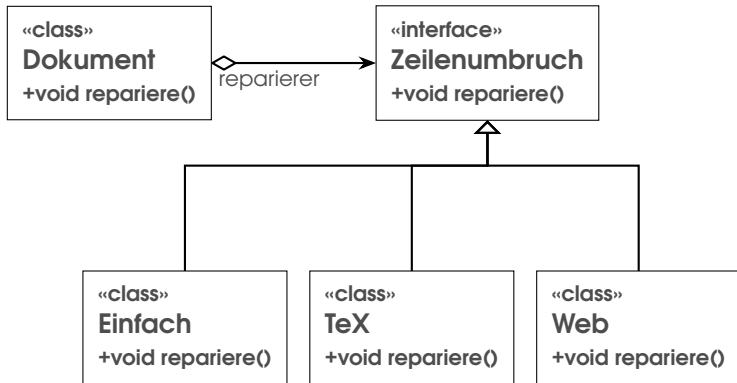 «class»
Dokument
+void repariere()
reparierer
«interface»
Zeilenumbruch
+void repariere()
«class»
Einfach
+void repariere()
«class»
TeX
+void repariere()
«class»
Web
+void repariere()